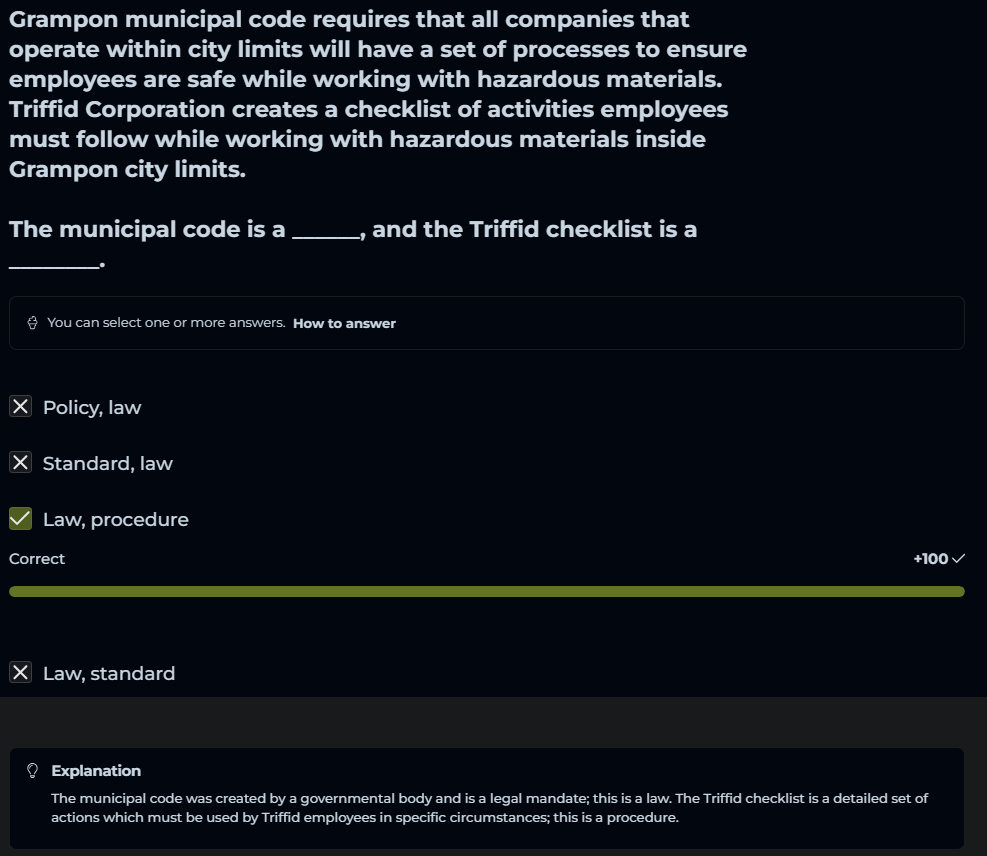 Grampon municipal code requires that all companies that
operate within city limits will have a set of processes to ensure
employees are safe while working with hazardous materials.
Triffid Corporation creates a checklist of activities employees
must follow while working with hazardous materials inside
Grampon city limits.
The municipal code is a ______, and the Triffid checklist is a
________.
You can select one or more answers. How to answer
Policy, law
Standard, law
Law, procedure
Correct +100
Law, standard
Explanation
The municipal code was created by a governmental body and is a legal mandate; this is a law. The Triffid checklist is a detailed set of
actions which must be used by Triffid employees in specific circumstances; this is a procedure.